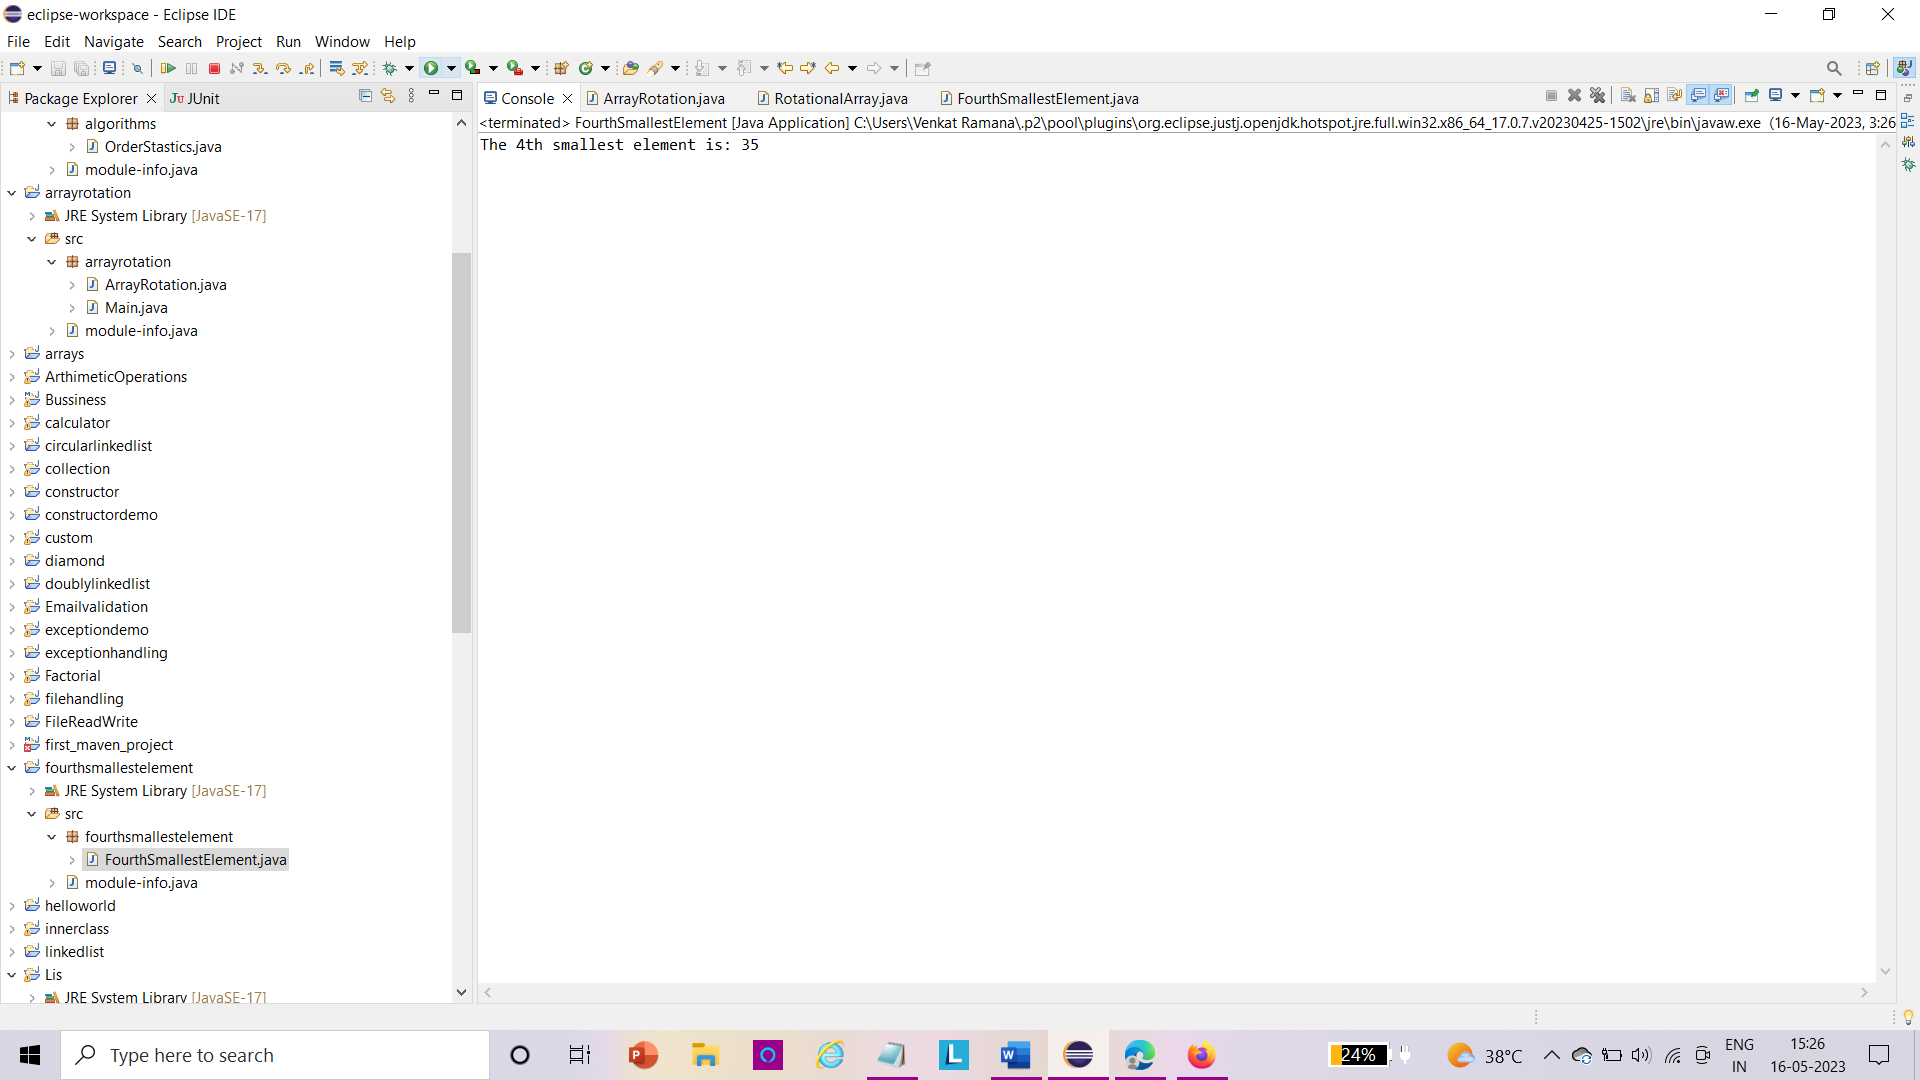 eclipse-workspace - Eclipse IDE
File Edit Navigate Search Project Run Window Help
Package Explorer JUnit
Console ArrayRotation.java RotationalArray.java FourthSmallestElement.java
<terminated> FourthSmallestElement [Java Application] C:\Users\Venkat Ramana\.p2\pool\plugins\org.eclipse.justj.openjdk.hotspot.jre.full.win32.x86_64_17.0.7.v20230425-1502\jre\bin\javaw.exe (16-May-2023, 3:26
The 4th smallest element is: 35
algorithms
OrderStastics.java
module-info.java
arrayrotation
JRE System Library [JavaSE-17]
src
arrayrotation
ArrayRotation.java
Main.java
module-info.java
arrays
ArthimeticOperations
Bussiness
calculator
circularlinkedlist
collection
constructor
constructordemo
custom
diamond
doublylinkedlist
Emailvalidation
exceptiondemo
exceptionhandling
Factorial
filehandling
FileReadWrite
first_maven_project
fourthsmallestelement
JRE System Library [JavaSE-17]
src
fourthsmallestelement
FourthSmallestElement.java
module-info.java
helloworld
innerclass
linkedlist
Lis
JRE System Library [JavaSE-17]
Type here to search
24%
38°C
ENG
IN
15:26
16-05-2023